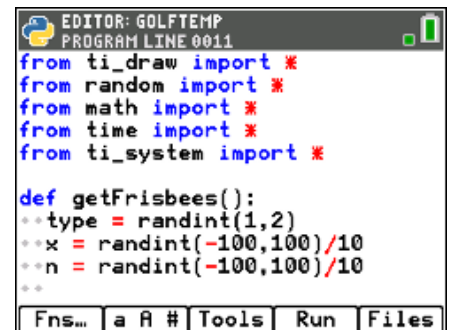 EDITOR: GOLFTEMP
PROGRAM LINE 0011
from ti_draw import *
from random import *
from math import *
from time import *
from ti_system import *
def getFrisbees():
◆◆type = randint(1,2)
◆◆x = randint(-100,100)/10
◆◆n = randint(-100,100)/10
◆◆
Fns… a A # Tools Run Files